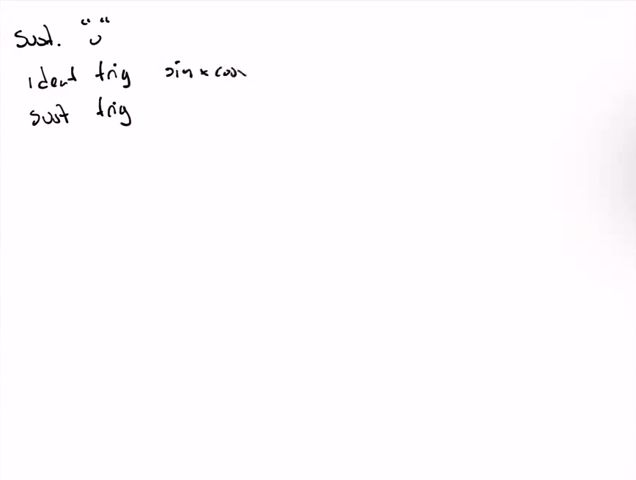 Sust. "u"
ident trig sin x cos x
sust trig